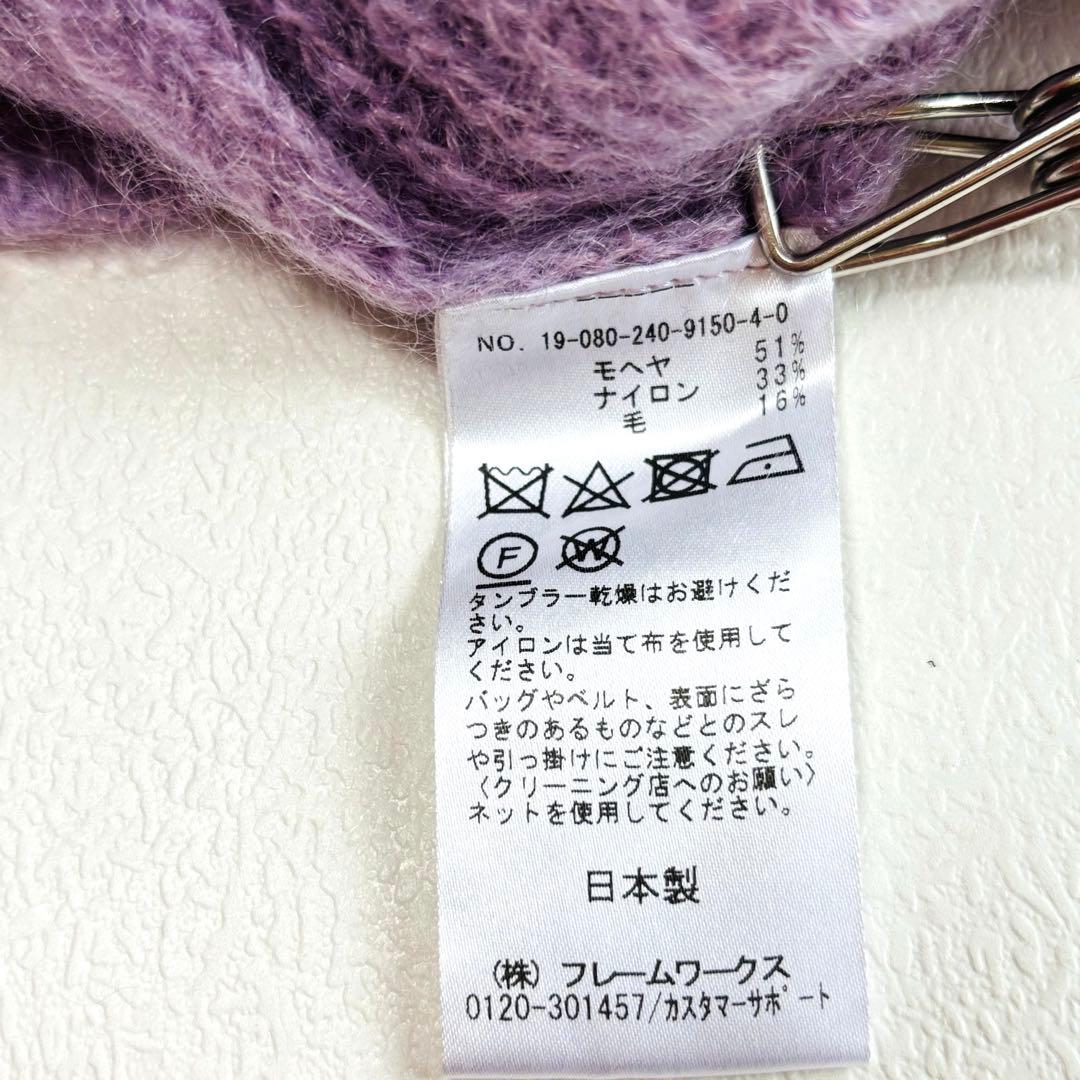 NO. 19-080-240-9150-4-0
モヘヤ 51%
ナイロン 33%
毛 16%
F W
タンブラー乾燥はお避けくだ
さい。
アイロンは当て布を使用して
ください。
バッグやベルト、表面にざら
つきのあるものなどとのスレ
や引っ掛けにご注意ください。
〈クリーニング店へのお願い〉
ネットを使用してください。
日本製
(株) フレームワークス
0120-301457/カスタマーサポート